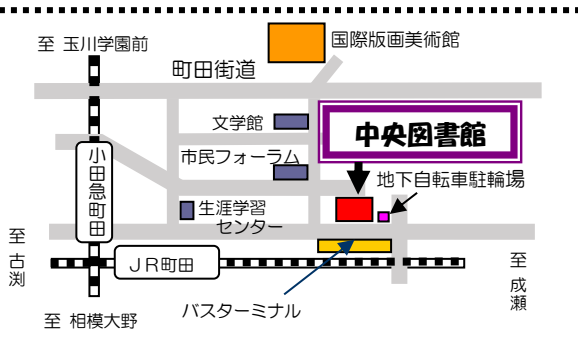 至 玉川学園前
国際版画美術館
町田街道
文学館
中央図書館
市民フォーラム
地下自転車駐輪場
小田急町田
生涯学習
センター
至 古渕
JR町田
至 成瀬
バスターミナル
至 相模大野